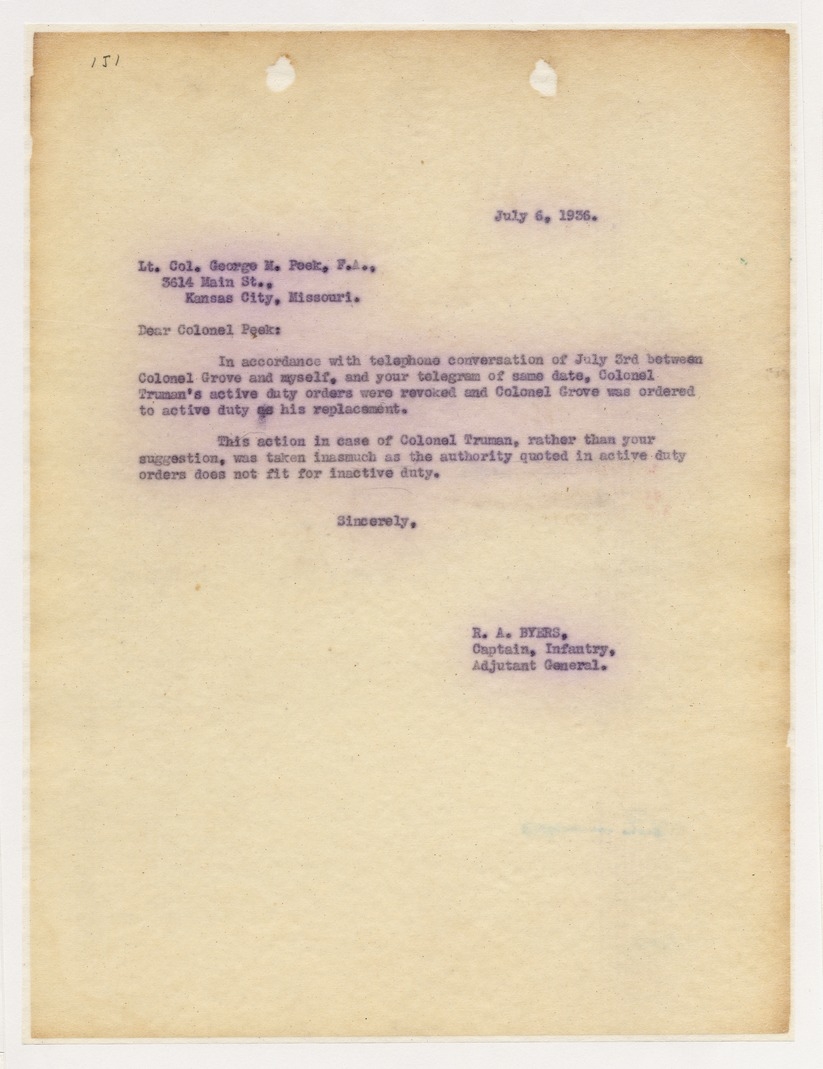 151
July 6, 1936.
Lt. Col. George M. Peek, F.A.,
3614 Main St.,
Kansas City, Missouri.
Dear Colonel Peek:
In accordance with telephone conversation of July 3rd between
Colonel Grove and myself, and your telegram of same date, Colonel
Truman's active duty orders were revoked and Colonel Grove was ordered
to active duty as his replacement.
This action in case of Colonel Truman, rather than your
suggestion, was taken inasmuch as the authority quoted in active duty
orders does not fit for inactive duty.
Sincerely,
R. A. BYERS,
Captain, Infantry,
Adjutant General.